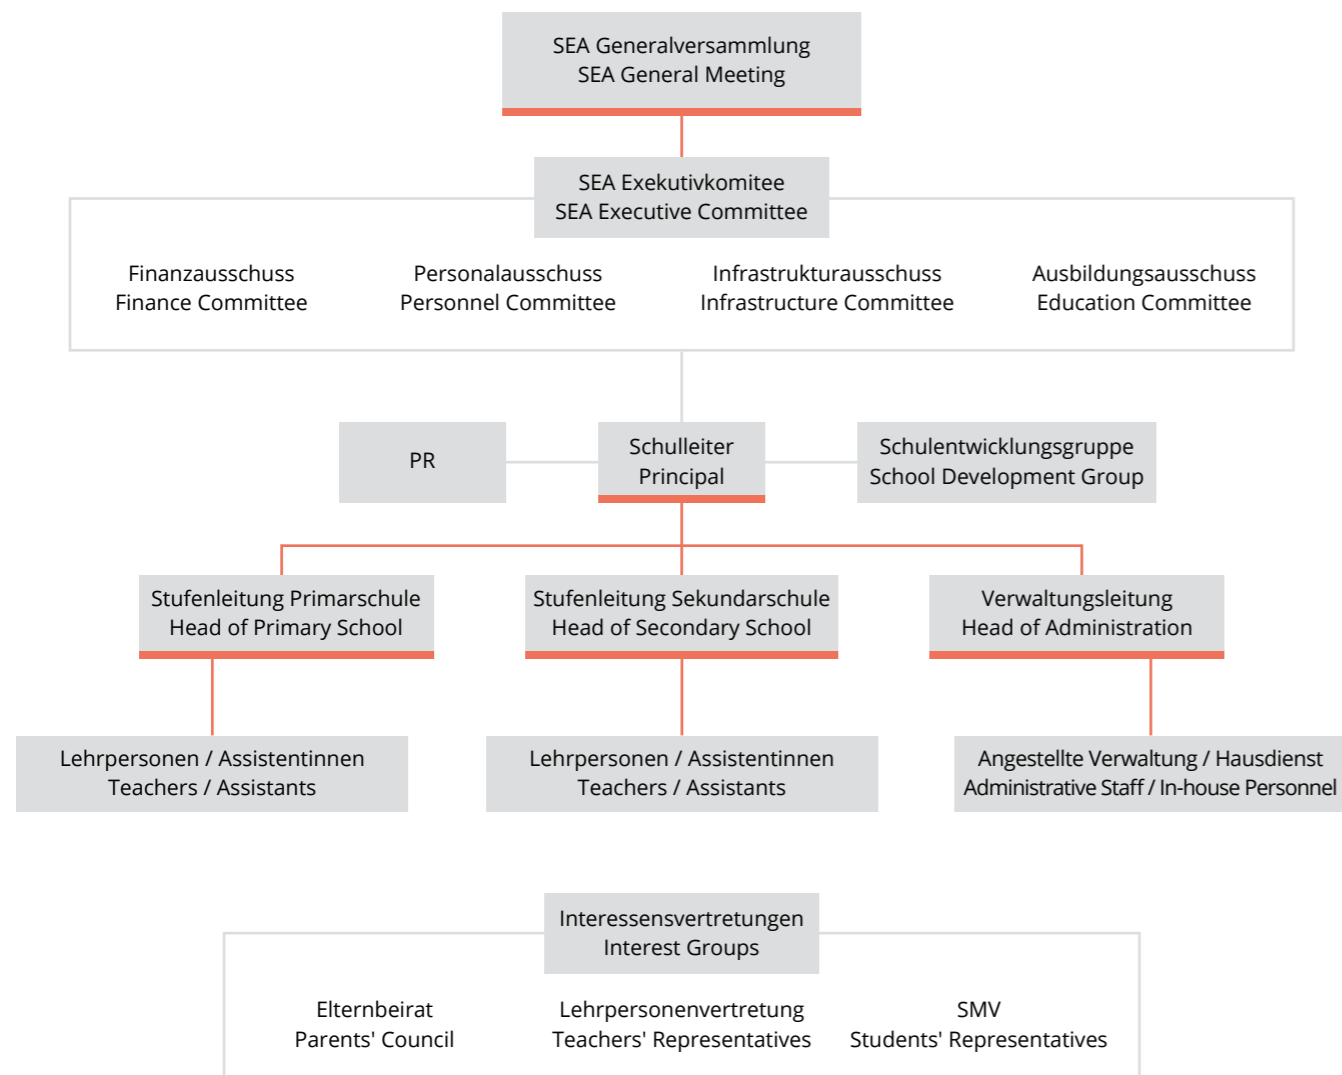 SEA Generalversammlung
SEA General Meeting
SEA Exekutivkomitee
SEA Executive Committee
Finanzausschuss
Finance Committee
Personalausschuss
Personnel Committee
Infrastrukturausschuss
Infrastructure Committee
Ausbildungsausschuss
Education Committee
PR
Schulleiter
Principal
Schulentwicklungsgruppe
School Development Group
Stufenleitung Primarschule
Head of Primary School
Stufenleitung Sekundarschule
Head of Secondary School
Verwaltungsleitung
Head of Administration
Lehrpersonen / Assistentinnen
Teachers / Assistants
Lehrpersonen / Assistentinnen
Teachers / Assistants
Angestellte Verwaltung / Hausdienst
Administrative Staff / In-house Personnel
Interessensvertretungen
Interest Groups
Elternbeirat
Parents' Council
Lehrpersonenvertretung
Teachers' Representatives
SMV
Students' Representatives